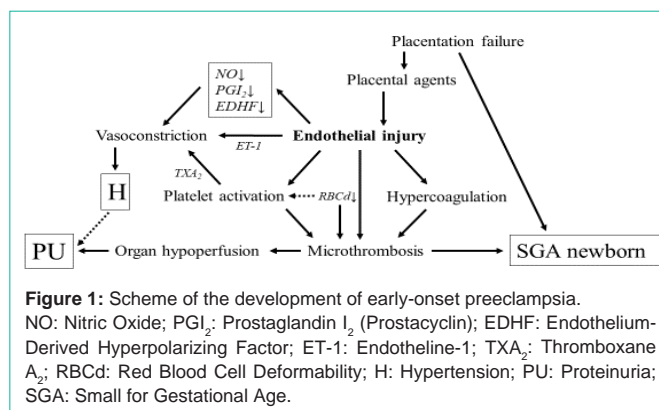 Placentation failure
NO↓
PGI₂↓
EDHF↓
Placental agents
Vasoconstriction
ET-1
Endothelial injury
TXA₂
H
Platelet activation
RBCd↓
Hypercoagulation
PU
Organ hypoperfusion
Microthrombosis
SGA newborn
Figure 1: Scheme of the development of early-onset preeclampsia.
NO: Nitric Oxide; PGI₂: Prostaglandin I₂ (Prostacyclin); EDHF: Endothelium-
Derived Hyperpolarizing Factor; ET-1: Endotheline-1; TXA₂: Thromboxane
A₂; RBCd: Red Blood Cell Deformability; H: Hypertension; PU: Proteinuria;
SGA: Small for Gestational Age.